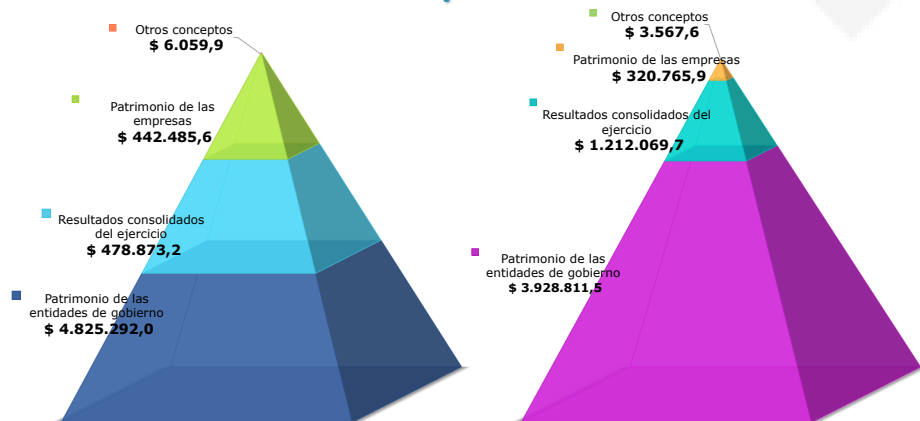 Otros conceptos
$ 6.059,9
Patrimonio de las
empresas
$ 442.485,6
Resultados consolidados
del ejercicio
$ 478.873,2
Patrimonio de las
entidades de gobierno
$ 4.825.292,0
Otros conceptos
$ 3.567,6
Patrimonio de las empresas
$ 320.765,9
Resultados consolidados del
ejercicio
$ 1.212.069,7
Patrimonio de las
entidades de gobierno
$ 3.928.811,5